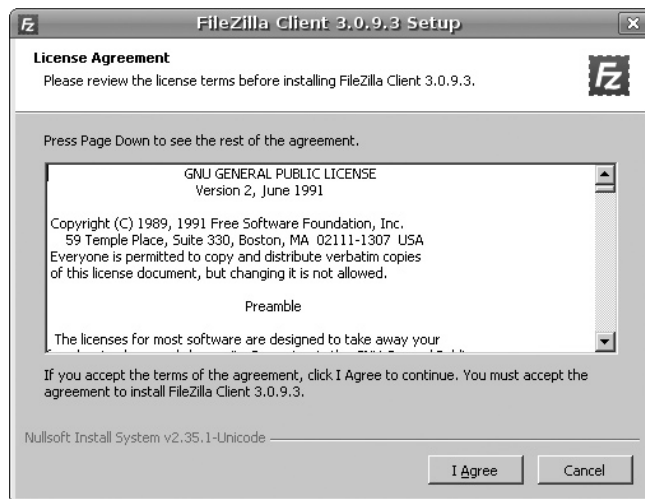 FileZilla Client 3.0.9.3 Setup
License Agreement
Please review the license terms before installing FileZilla Client 3.0.9.3.
Fz
Press Page Down to see the rest of the agreement.
GNU GENERAL PUBLIC LICENSE
Version 2, June 1991
Copyright (C) 1989, 1991 Free Software Foundation, Inc.
59 Temple Place, Suite 330, Boston, MA 02111-1307 USA
Everyone is permitted to copy and distribute verbatim copies
of this license document, but changing it is not allowed.
Preamble
The licenses for most software are designed to take away your
If you accept the terms of the agreement, click I Agree to continue. You must accept the
agreement to install FileZilla Client 3.0.9.3.
Nullsoft Install System v2.35.1-Unicode
I Agree
Cancel